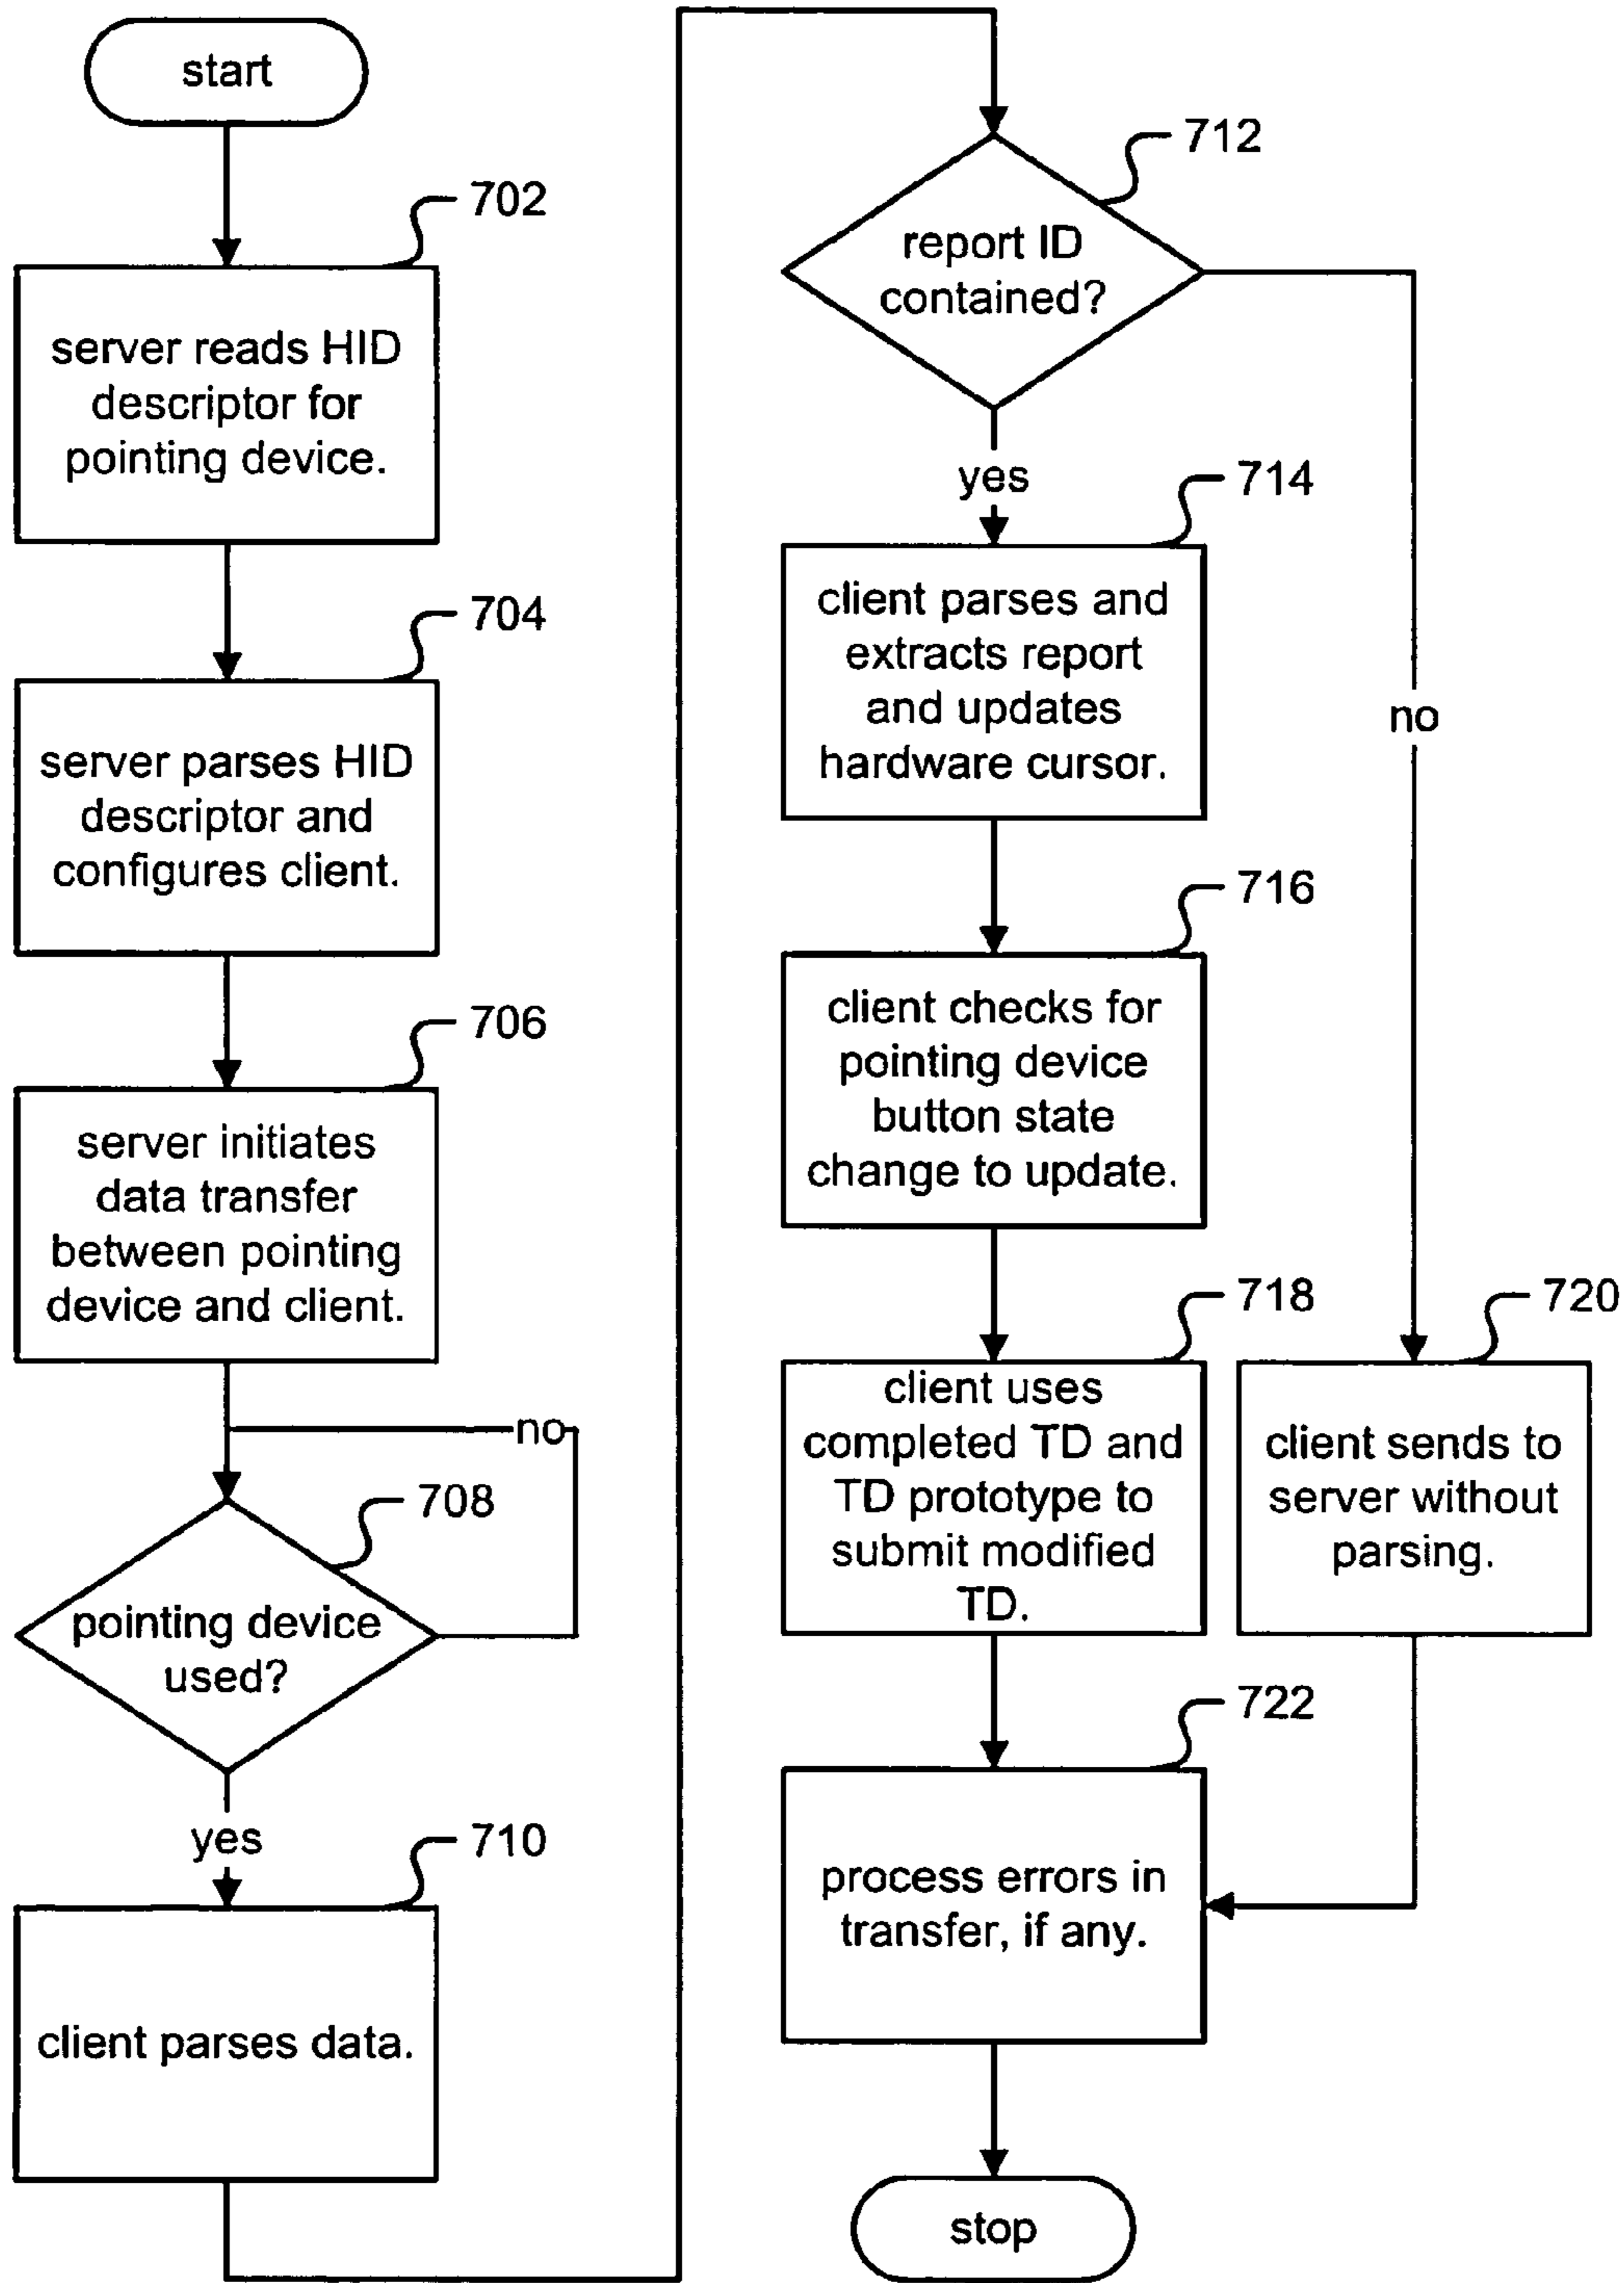 start
702
server reads HID
descriptor for
pointing device.
704
server parses HID
descriptor and
configures client.
706
server initiates
data transfer
between pointing
device and client.
no
708
pointing device
used?
yes
710
client parses data.
712
report ID
contained?
yes
no
714
client parses and
extracts report
and updates
hardware cursor.
716
client checks for
pointing device
button state
change to update.
718
client uses
completed TD and
TD prototype to
submit modified
TD.
720
client sends to
server without
parsing.
722
process errors in
transfer, if any.
stop